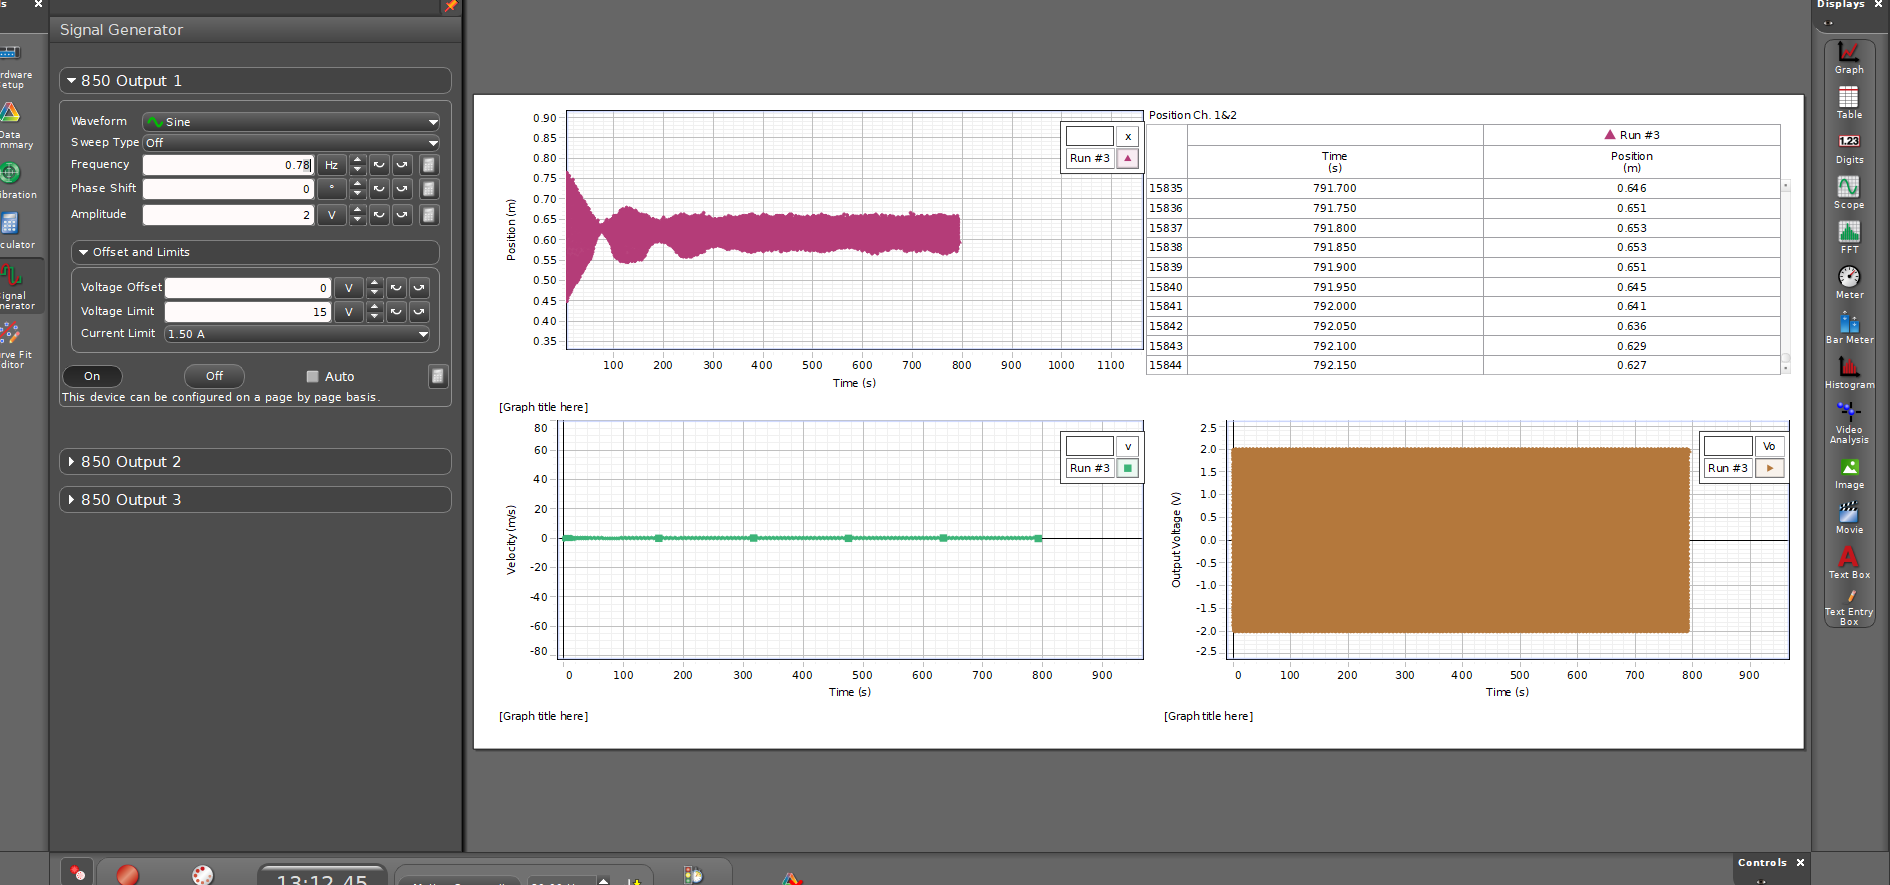 Signal Generator
850 Output 1
Waveform
Sine
Sweep Type
Off
Frequency
0.78
Hz
Phase Shift
0
°
Amplitude
2
V
Offset and Limits
Voltage Offset
0
V
Voltage Limit
15
V
Current Limit
1.50 A
On
Off
Auto
This device can be configured on a page by page basis.
850 Output 2
850 Output 3
0.90
0.85
0.80
0.75
0.70
0.65
0.60
0.55
0.50
0.45
0.40
0.35
Position (m)
100 200 300 400 500 600 700 800 900 1000 1100
Time (s)
x
Run #3
[Graph title here]
Position Ch. 1&2
Run #3
Time
(s)
Position
(m)
15835 791.700 0.646
15836 791.750 0.651
15837 791.800 0.653
15838 791.850 0.653
15839 791.900 0.651
15840 791.950 0.645
15841 792.000 0.641
15842 792.050 0.636
15843 792.100 0.629
15844 792.150 0.627
80
60
40
20
0
-20
-40
-60
-80
Velocity (m/s)
0 100 200 300 400 500 600 700 800 900
Time (s)
v
Run #3
[Graph title here]
2.5
2.0
1.5
1.0
0.5
0.0
-0.5
-1.0
-1.5
-2.0
-2.5
Output Voltage (V)
0 100 200 300 400 500 600 700 800 900
Time (s)
Vo
Run #3
[Graph title here]
Displays
Graph
Table
1.23
Digits
Scope
FFT
Meter
Bar Meter
Histogram
Video
Analysis
Image
Movie
Text Box
Text Entry
Box
Controls
13:12.45